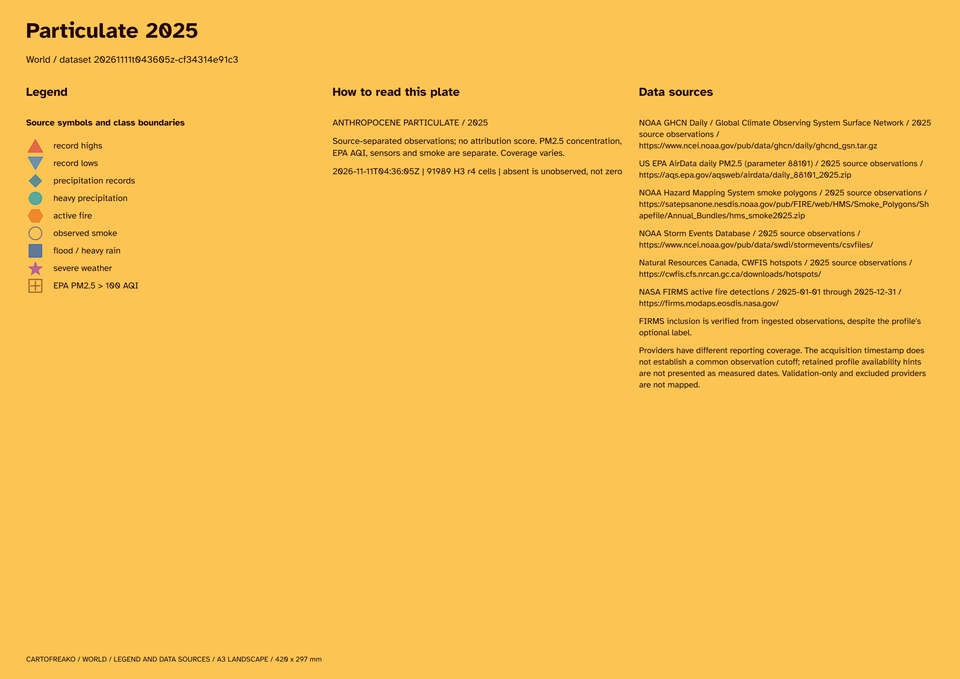 Particulate 2025
World / dataset 20261111t043605z-cf34314e91c3
Legend
Source symbols and class boundaries
record highs
record lows
precipitation records
heavy precipitation
active fire
observed smoke
flood / heavy rain
severe weather
EPA PM2.5 > 100 AQI
How to read this plate
ANTHROPOCENE PARTICULATE / 2025
Source-separated observations; no attribution score. PM2.5 concentration,
EPA AQI, sensors and smoke are separate. Coverage varies.
2026-11-11T04:36:05Z | 91989 H3 r4 cells | absent is unobserved, not zero
Data sources
NOAA GHCN Daily / Global Climate Observing System Surface Network / 2025
source observations /
https://www.ncei.noaa.gov/pub/data/ghcn/daily/ghcnd_gsn.tar.gz
US EPA AirData daily PM2.5 (parameter 88101) / 2025 source observations /
https://aqs.epa.gov/aqsweb/airdata/daily_88101_2025.zip
NOAA Hazard Mapping System smoke polygons / 2025 source observations /
https://satepsanone.nesdis.noaa.gov/pub/FIRE/web/HMS/Smoke_Polygons/Sh
apefile/Annual_Bundles/hms_smoke2025.zip
NOAA Storm Events Database / 2025 source observations /
https://www.ncei.noaa.gov/pub/data/swdi/stormevents/csvfiles/
Natural Resources Canada, CWFIS hotspots / 2025 source observations /
https://cwfis.cfs.nrcan.gc.ca/downloads/hotspots/
NASA FIRMS active fire detections / 2025-01-01 through 2025-12-31 /
https://firms.modaps.eosdis.nasa.gov/
FIRMS inclusion is verified from ingested observations, despite the profile's
optional label.
Providers have different reporting coverage. The acquisition timestamp does
not establish a common observation cutoff; retained profile availability hints
are not presented as measured dates. Validation-only and excluded providers
are not mapped.
CARTOFREAKO / WORLD / LEGEND AND DATA SOURCES / A3 LANDSCAPE / 420 x 297 mm